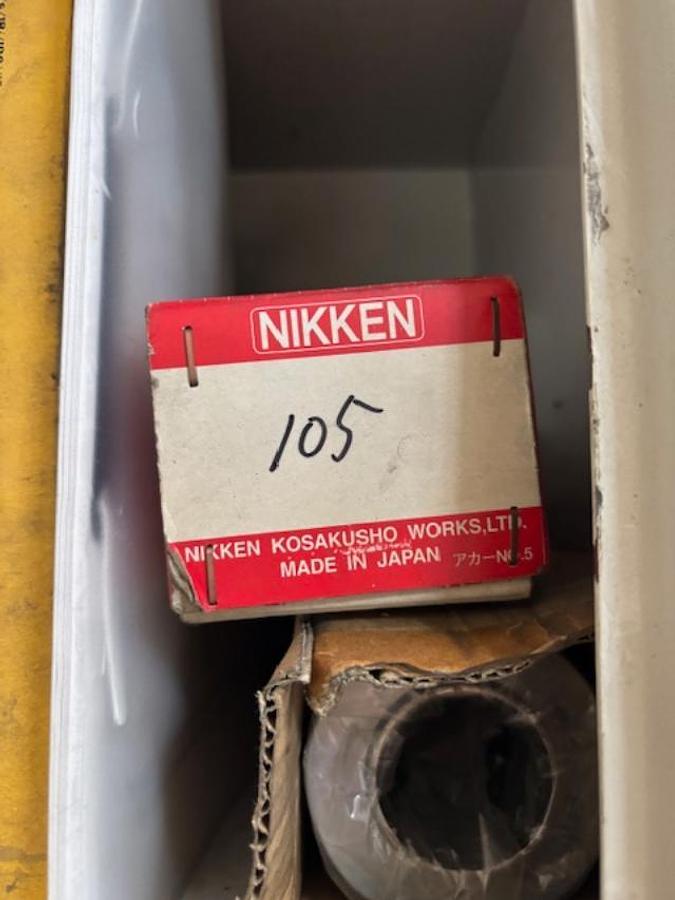 NIKKEN
105
NIKKEN KOSAKUSHO WORKS,LTD.
MADE IN JAPAN アカーNO.5